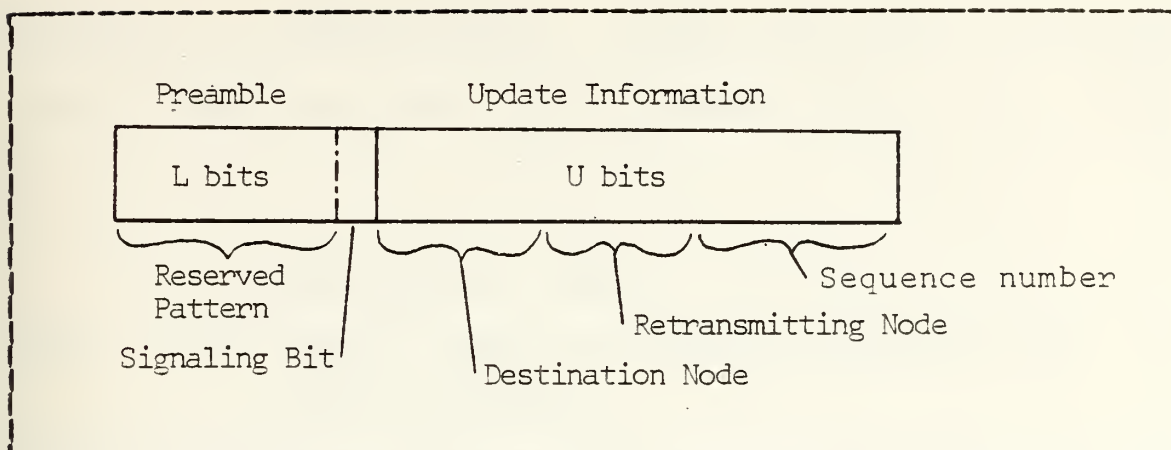 Preamble Update Information
L bits U bits
Reserved
Pattern
Sequence number
Retransmitting Node
Signaling Bit
Destination Node